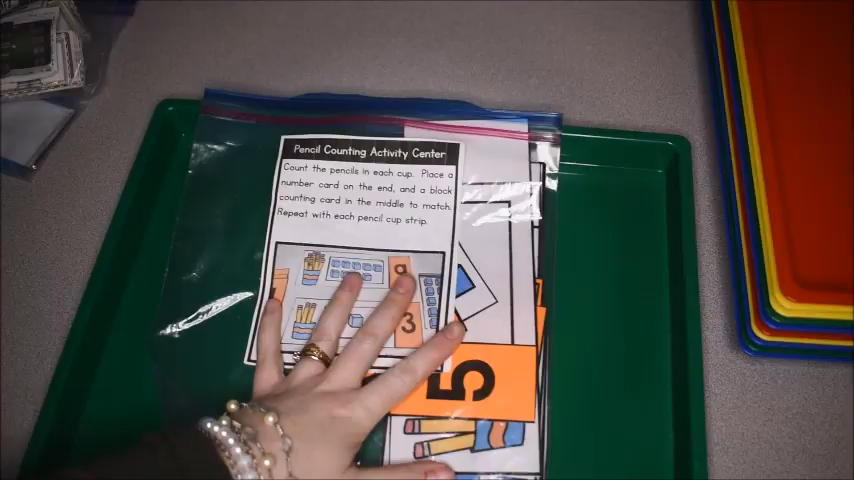 Pencil Counting Activity Center
Count the pencils in each cup. Place a
number card on the end, and a block
counting card in the middle to match.
Repeat with each pencil cup strip.
9
3
5